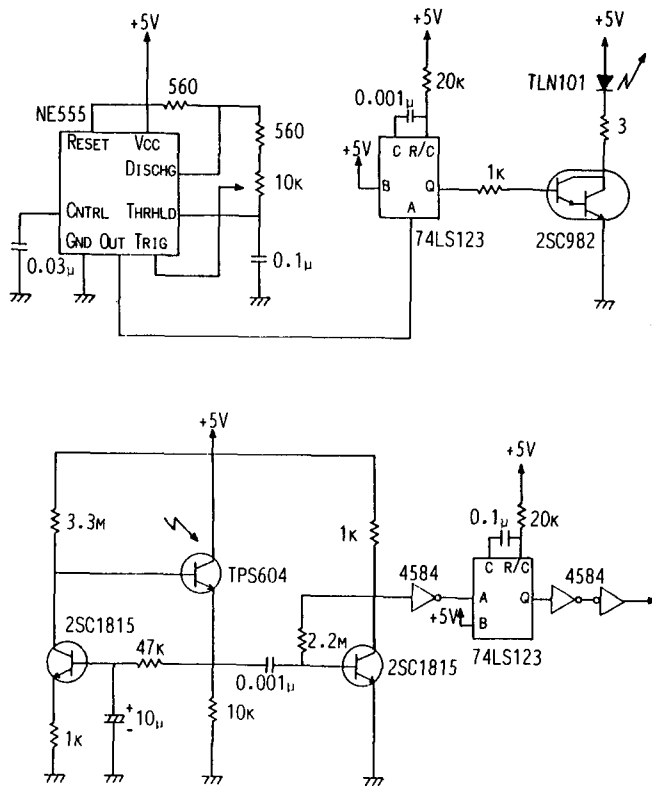 +5V
560
NE555
RESET VCC
DISCHG
560
10K
CNTRL THRHLD
GND OUT TRIG
0.03μ
0.1μ
+5V
20K
0.001μ
C R/C
+5V
B
Q
A
74LS123
1K
+5V
TLN101
3
2SC982
+5V
3.3M
TPS604
2SC1815
47K
10μ
+
-
1K
10K
0.001μ
2.2M
1K
2SC1815
4584
+5V
20K
0.1μ
C R/C
A
Q
+5V
B
74LS123
4584